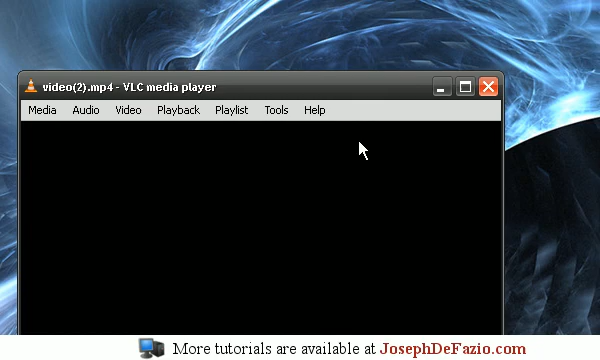 video(2).mp4 - VLC media player
Media Audio Video Playback Playlist Tools Help
More tutorials are available at JosephDeFazio.com